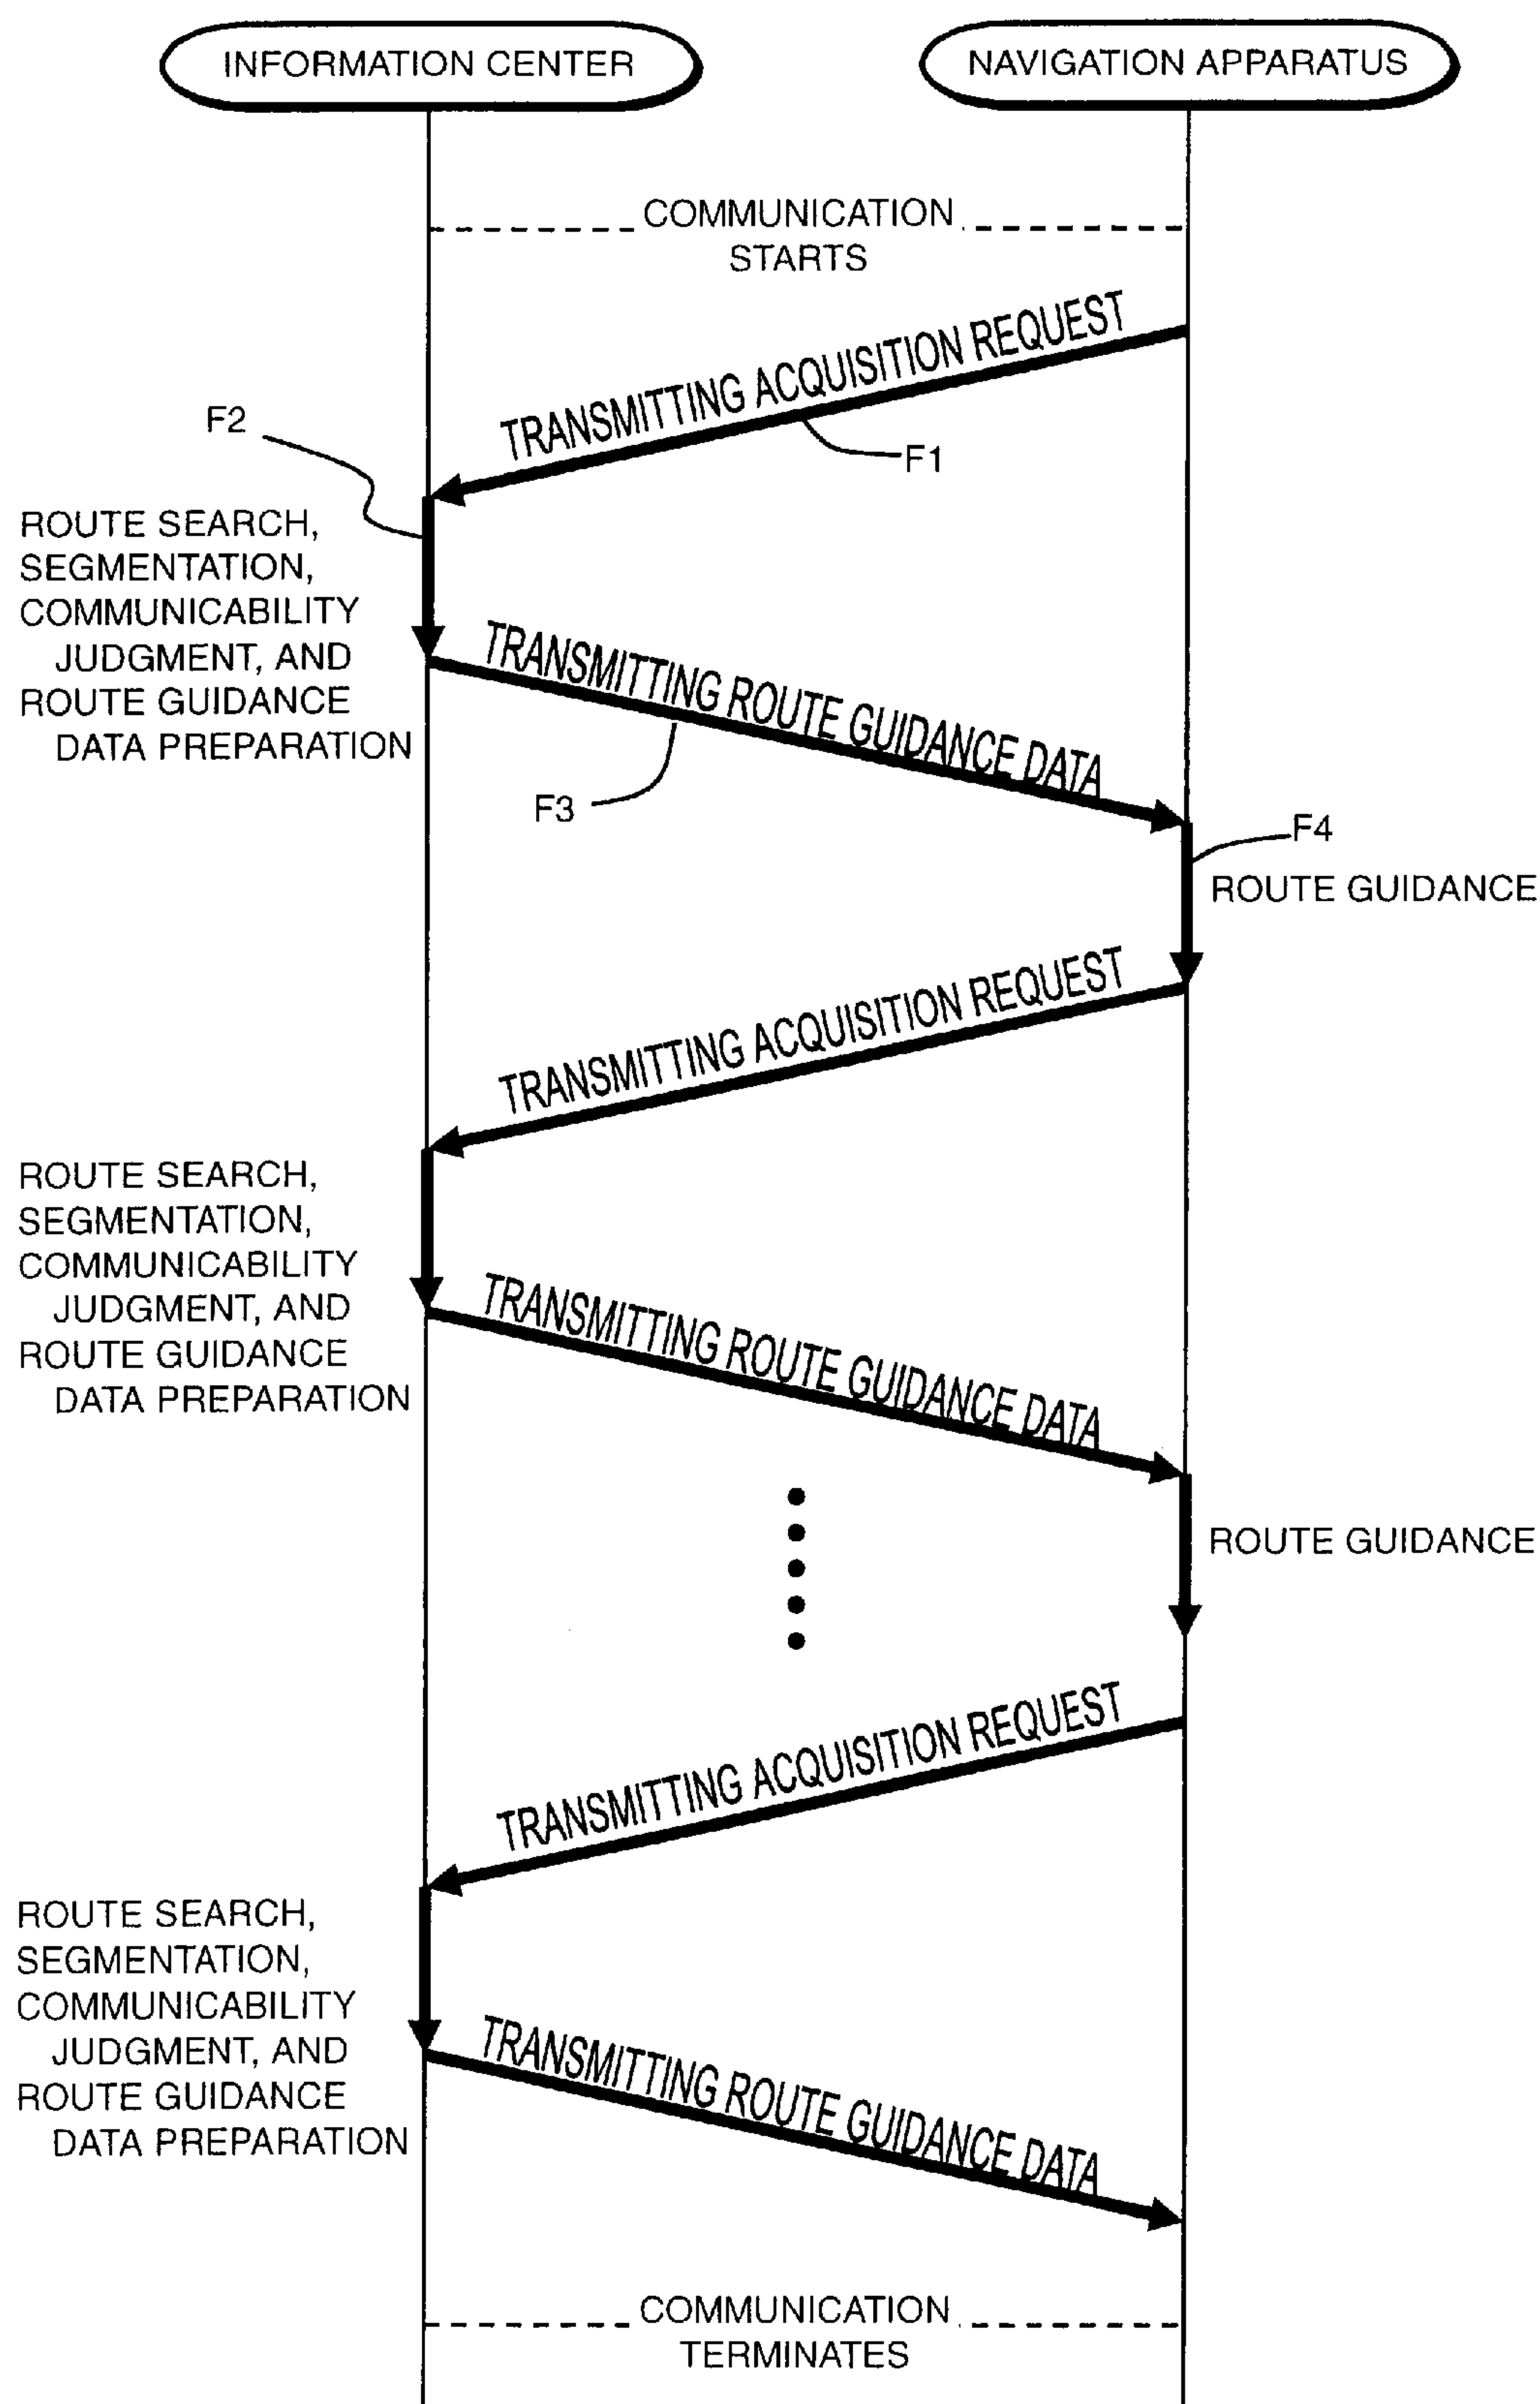 INFORMATION CENTER
NAVIGATION APPARATUS
COMMUNICATION
STARTS
TRANSMITTING ACQUISITION REQUEST
F1
F2
ROUTE SEARCH,
SEGMENTATION,
COMMUNICABILITY
JUDGMENT, AND
ROUTE GUIDANCE
DATA PREPARATION
TRANSMITTING ROUTE GUIDANCE DATA
F3
F4
ROUTE GUIDANCE
TRANSMITTING ACQUISITION REQUEST
ROUTE SEARCH,
SEGMENTATION,
COMMUNICABILITY
JUDGMENT, AND
ROUTE GUIDANCE
DATA PREPARATION
TRANSMITTING ROUTE GUIDANCE DATA
ROUTE GUIDANCE
TRANSMITTING ACQUISITION REQUEST
ROUTE SEARCH,
SEGMENTATION,
COMMUNICABILITY
JUDGMENT, AND
ROUTE GUIDANCE
DATA PREPARATION
TRANSMITTING ROUTE GUIDANCE DATA
COMMUNICATION
TERMINATES